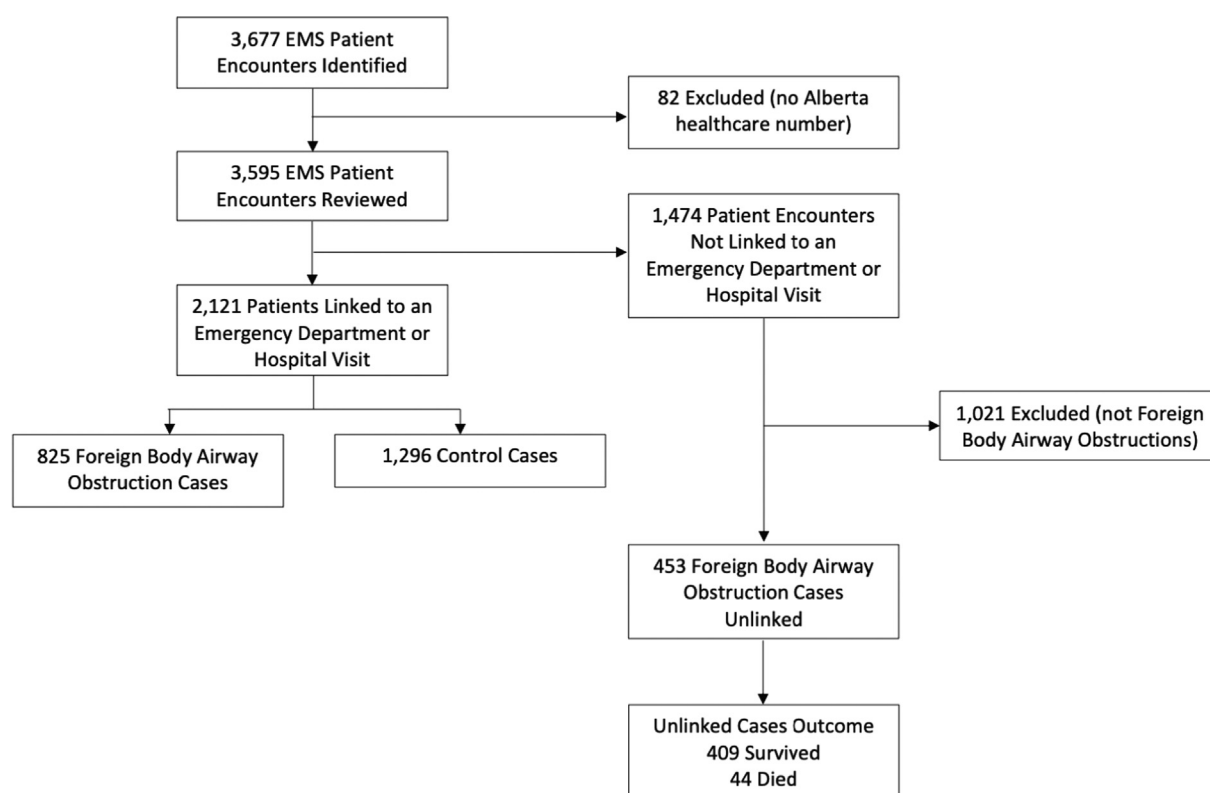 3,677 EMS Patient
Encounters Identified
82 Excluded (no Alberta
healthcare number)
3,595 EMS Patient
Encounters Reviewed
1,474 Patient Encounters
Not Linked to an
Emergency Department or
Hospital Visit
2,121 Patients Linked to an
Emergency Department or
Hospital Visit
1,021 Excluded (not Foreign
Body Airway Obstructions)
825 Foreign Body Airway
Obstruction Cases
1,296 Control Cases
453 Foreign Body Airway
Obstruction Cases
Unlinked
Unlinked Cases Outcome
409 Survived
44 Died